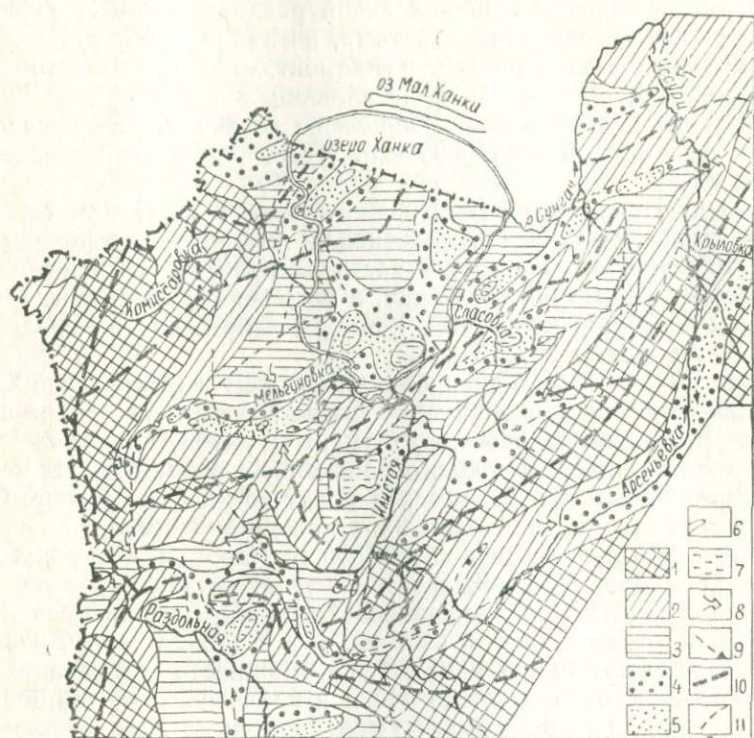 оз Мал Ханки
озеро Ханка
Уссури
р Сунгач
Крыловка
Комиссаровка
Спасов
Мельгуновка
Илистая
Арсеньевка
Раздольная
6
1 7
2 8
3 9
4 10
5 11